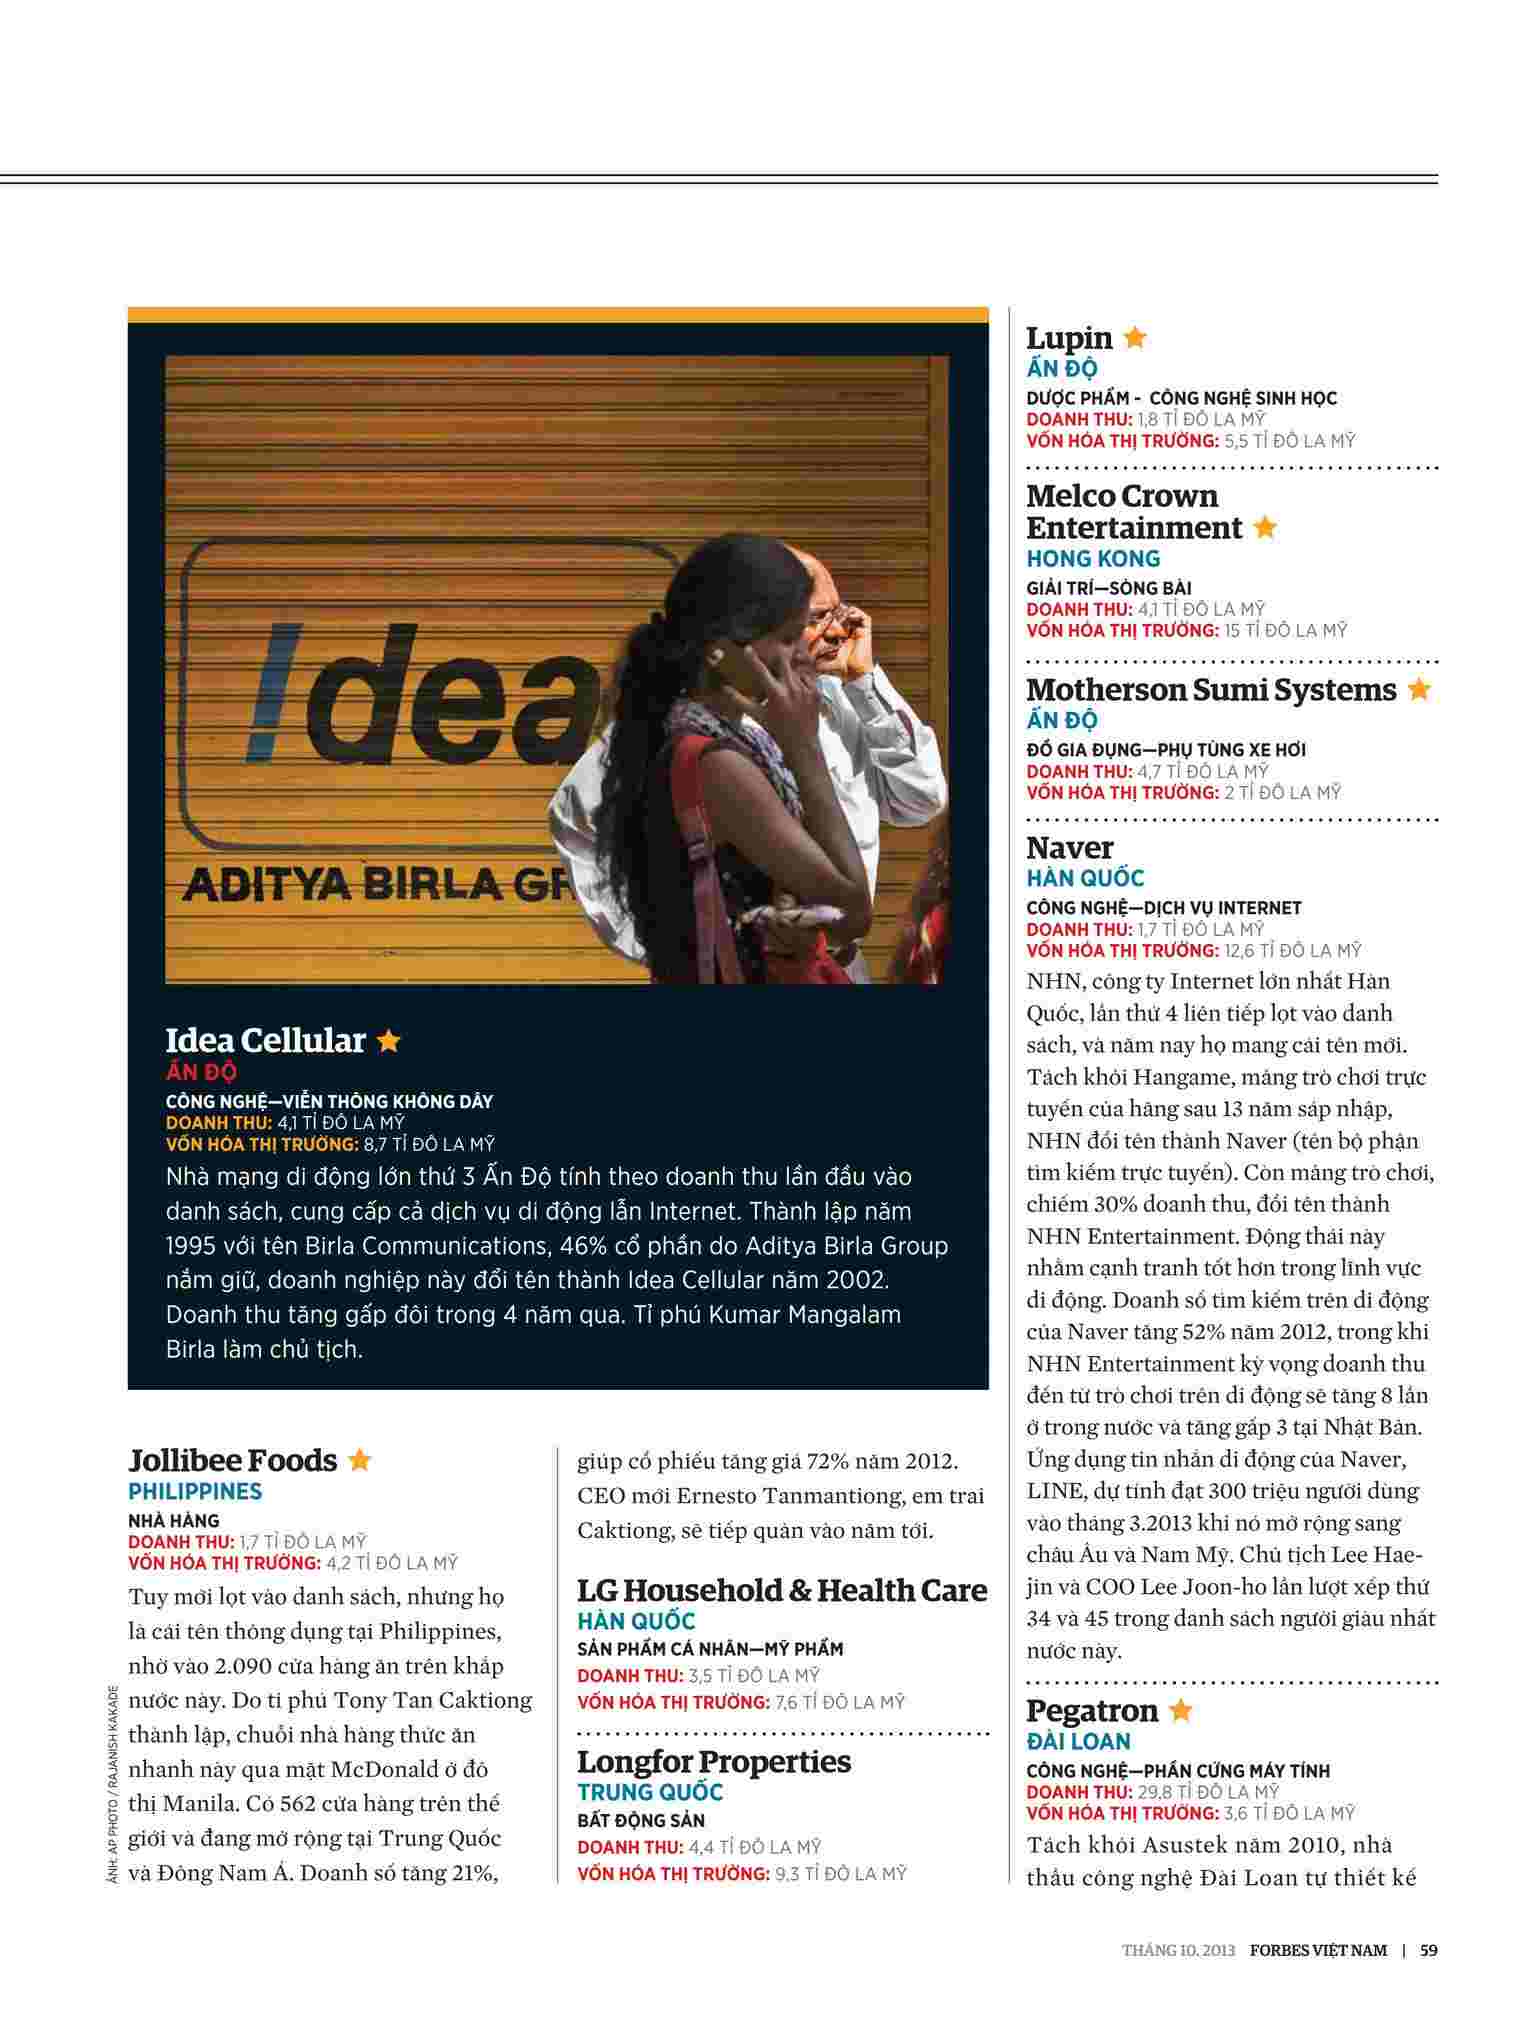 Idea
ADITYA BIRLA GR
Idea Cellular
ẤN ĐỘ
CÔNG NGHỆ—VIỄN THÔNG KHÔNG DÂY
DOANH THU: 4,1 TỈ ĐÔ LA MỸ
VỐN HÓA THỊ TRƯỜNG: 8,7 TỈ ĐÔ LA MỸ
Nhà mạng di động lớn thứ 3 Ấn Độ tính theo doanh thu lần đầu vào
danh sách, cung cấp cả dịch vụ di động lẫn Internet. Thành lập năm
1995 với tên Birla Communications, 46% cổ phần do Aditya Birla Group
nắm giữ, doanh nghiệp này đổi tên thành Idea Cellular năm 2002.
Doanh thu tăng gấp đôi trong 4 năm qua. Tỉ phú Kumar Mangalam
Birla làm chủ tịch.
Jollibee Foods
PHILIPPINES
NHÀ HÀNG
DOANH THU: 1,7 TỈ ĐÔ LA MỸ
VỐN HÓA THỊ TRƯỜNG: 4,2 TỈ ĐÔ LA MỸ
Tuy mới lọt vào danh sách, nhưng họ
là cái tên thông dụng tại Philippines,
nhờ vào 2.090 cửa hàng ăn trên khắp
nước này. Do tỉ phú Tony Tan Caktiong
thành lập, chuỗi nhà hàng thức ăn
nhanh này qua mặt McDonald ở đô
thị Manila. Có 562 cửa hàng trên thế
giới và đang mở rộng tại Trung Quốc
và Đông Nam Á. Doanh số tăng 21%,
giúp cổ phiếu tăng giá 72% năm 2012.
CEO mới Ernesto Tanmantiong, em trai
Caktiong, sẽ tiếp quản vào năm tới.
LG Household & Health Care
HÀN QUỐC
SẢN PHẨM CÁ NHÂN—MỸ PHẨM
DOANH THU: 3,5 TỈ ĐÔ LA MỸ
VỐN HÓA THỊ TRƯỜNG: 7,6 TỈ ĐÔ LA MỸ
Longfor Properties
TRUNG QUỐC
BẤT ĐỘNG SẢN
DOANH THU: 4,4 TỈ ĐÔ LA MỸ
VỐN HÓA THỊ TRƯỜNG: 9,3 TỈ ĐÔ LA MỸ
Lupin
ẤN ĐỘ
DƯỢC PHẨM - CÔNG NGHỆ SINH HỌC
DOANH THU: 1,8 TỈ ĐÔ LA MỸ
VỐN HÓA THỊ TRƯỜNG: 5,5 TỈ ĐÔ LA MỸ
Melco Crown
Entertainment
HONG KONG
GIẢI TRÍ—SÒNG BÀI
DOANH THU: 4,1 TỈ ĐÔ LA MỸ
VỐN HÓA THỊ TRƯỜNG: 15 TỈ ĐÔ LA MỸ
Motherson Sumi Systems
ẤN ĐỘ
ĐỒ GIA DỤNG—PHỤ TÙNG XE HƠI
DOANH THU: 4,7 TỈ ĐÔ LA MỸ
VỐN HÓA THỊ TRƯỜNG: 2 TỈ ĐÔ LA MỸ
Naver
HÀN QUỐC
CÔNG NGHỆ—DỊCH VỤ INTERNET
DOANH THU: 1,7 TỈ ĐÔ LA MỸ
VỐN HÓA THỊ TRƯỜNG: 12,6 TỈ ĐÔ LA MỸ
NHN, công ty Internet lớn nhất Hàn
Quốc, lần thứ 4 liên tiếp lọt vào danh
sách, và năm nay họ mang cái tên mới.
Tách khỏi Hangame, mảng trò chơi trực
tuyến của hãng sau 13 năm sáp nhập,
NHN đổi tên thành Naver (tên bộ phận
tìm kiếm trực tuyến). Còn mảng trò chơi,
chiếm 30% doanh thu, đổi tên thành
NHN Entertainment. Động thái này
nhằm cạnh tranh tốt hơn trong lĩnh vực
di động. Doanh số tìm kiếm trên di động
của Naver tăng 52% năm 2012, trong khi
NHN Entertainment kỳ vọng doanh thu
đến từ trò chơi trên di động sẽ tăng 8 lần
ở trong nước và tăng gấp 3 tại Nhật Bản.
Ứng dụng tin nhắn di động của Naver,
LINE, dự tính đạt 300 triệu người dùng
vào tháng 3.2013 khi nó mở rộng sang
châu Âu và Nam Mỹ. Chủ tịch Lee Hae-
jin và COO Lee Joon-ho lần lượt xếp thứ
34 và 45 trong danh sách người giàu nhất
nước này.
Pegatron
ĐÀI LOAN
CÔNG NGHỆ—PHẦN CỨNG MÁY TÍNH
DOANH THU: 29,8 TỈ ĐÔ LA MỸ
VỐN HÓA THỊ TRƯỜNG: 3,6 TỈ ĐÔ LA MỸ
Tách khỏi Asustek năm 2010, nhà
thầu công nghệ Đài Loan tự thiết kế
ẢNH: AP PHOTO / RAJANISH KAKADE
THÁNG 10, 2013 FORBES VIỆT NAM | 59